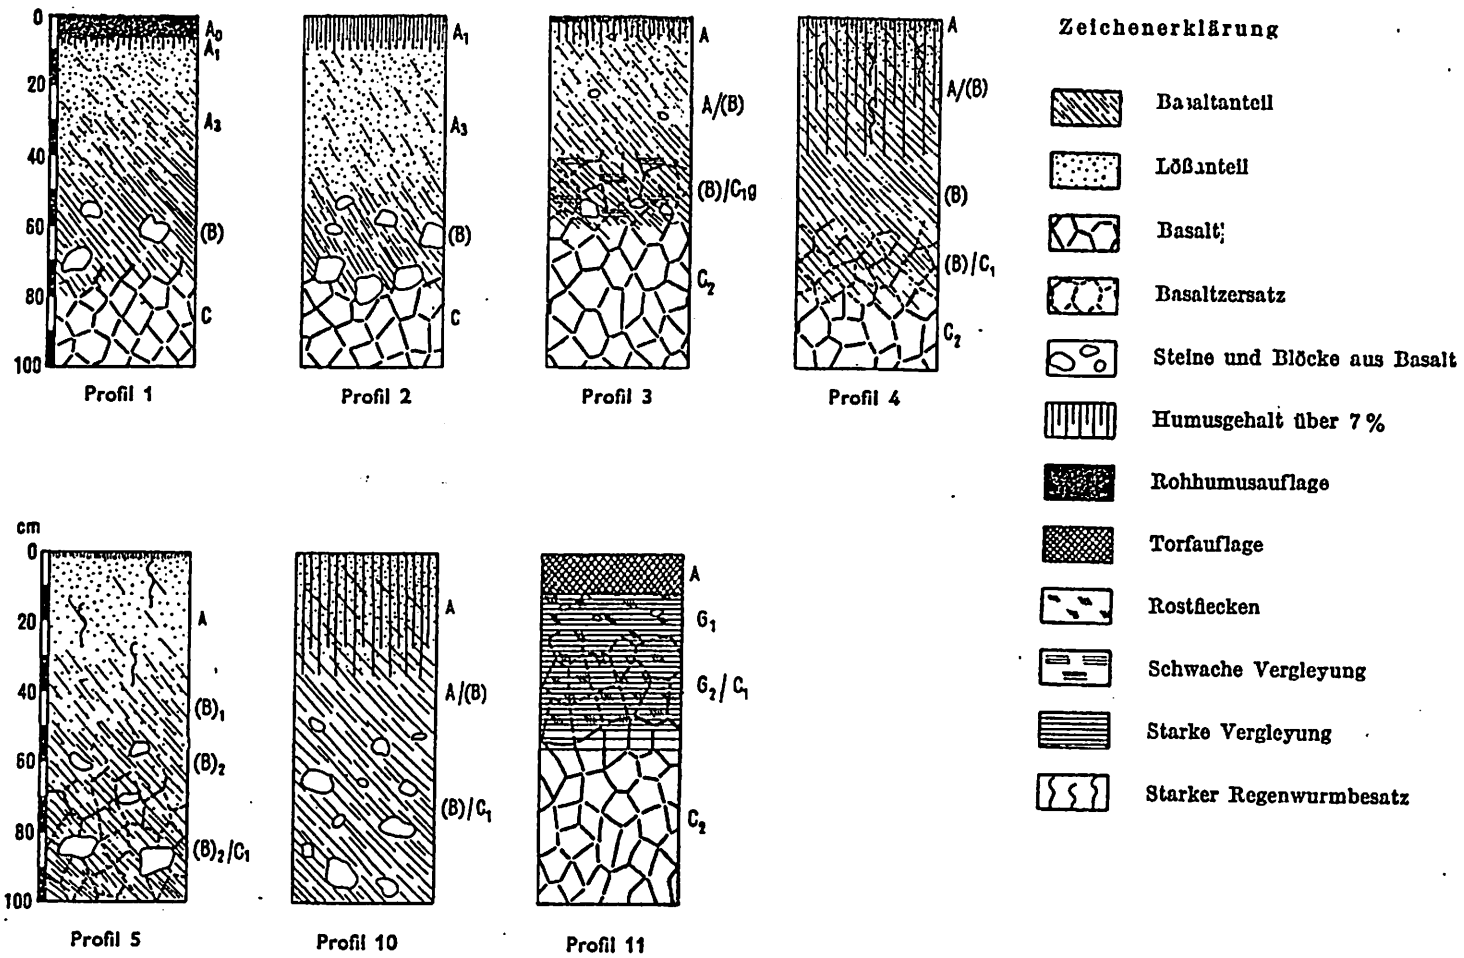 0
20
40
60
80
100
A₀
A₁
A₃
(B)
C
Profil 1
A₁
A₃
(B)
C
Profil 2
A
A/(B)
(B)/C₁g
C₂
Profil 3
A
A/(B)
(B)
(B)/C₁
C₂
Profil 4
cm
0
20
40
60
80
100
A
(B)₁
(B)₂
(B)₂/C₁
Profil 5
A
A/(B)
(B)/C₁
Profil 10
A
G₁
G₂/C₁
C₂
Profil 11
Zeichenerklärung
Basaltanteil
Lößanteil
Basalt
Basaltzersatz
Steine und Blöcke aus Basalt
Humusgehalt über 7%
Rohhumusauflage
Torfauflage
Rostflecken
Schwache Vergleyung
Starke Vergleyung
Starker Regenwurmbesatz